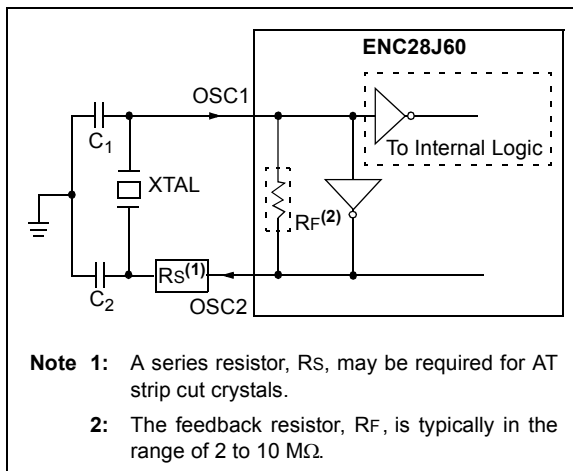 ENC28J60
OSC1
C1
To Internal Logic
XTAL
RF(2)
RS(1)
C2
OSC2
Note 1: A series resistor, RS, may be required for AT
strip cut crystals.
2: The feedback resistor, RF, is typically in the
range of 2 to 10 MΩ.